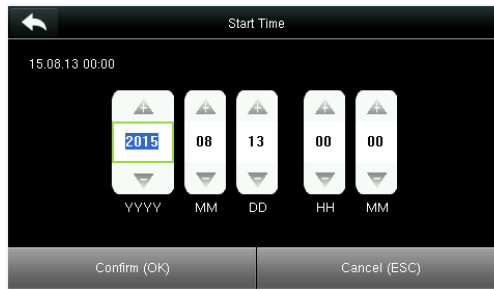 Start Time
15.08.13 00:00
2015 08 13 00 00
YYYY MM DD HH MM
Confirm (OK) Cancel (ESC)